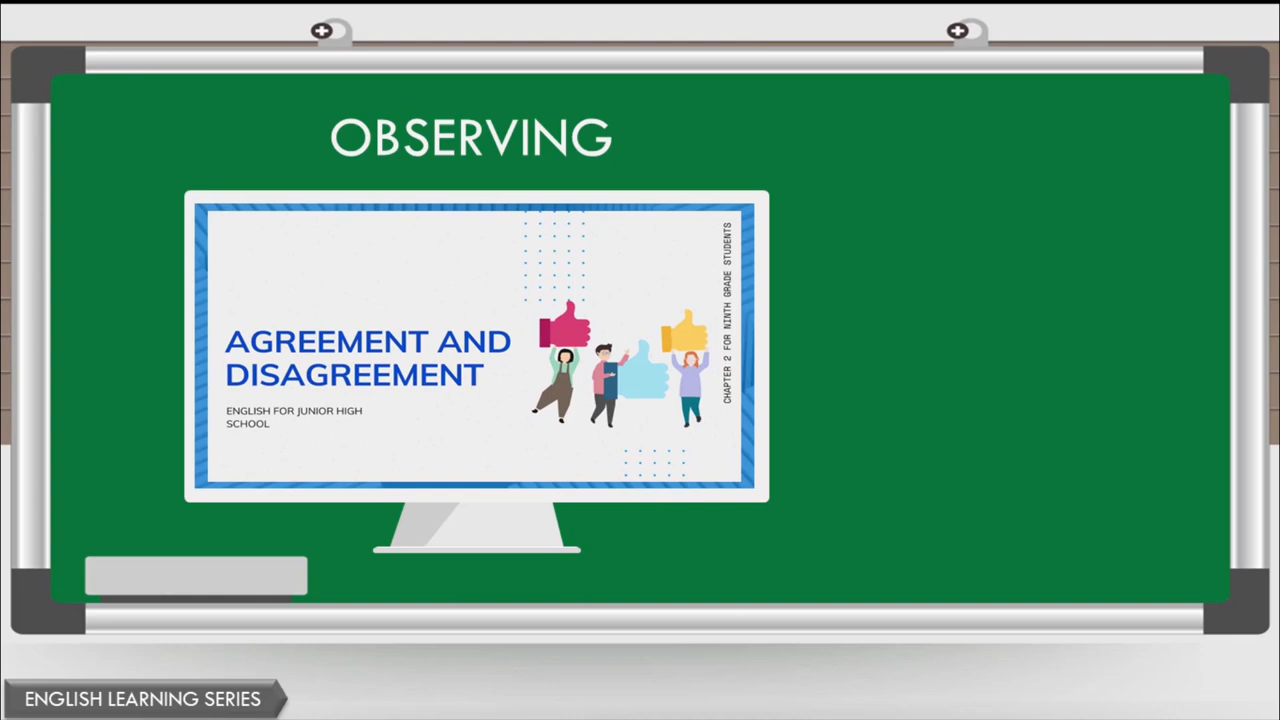 OBSERVING
AGREEMENT AND
DISAGREEMENT
ENGLISH FOR JUNIOR HIGH
SCHOOL
CHAPTER 2 FOR NINTH GRADE STUDENTS
ENGLISH LEARNING SERIES